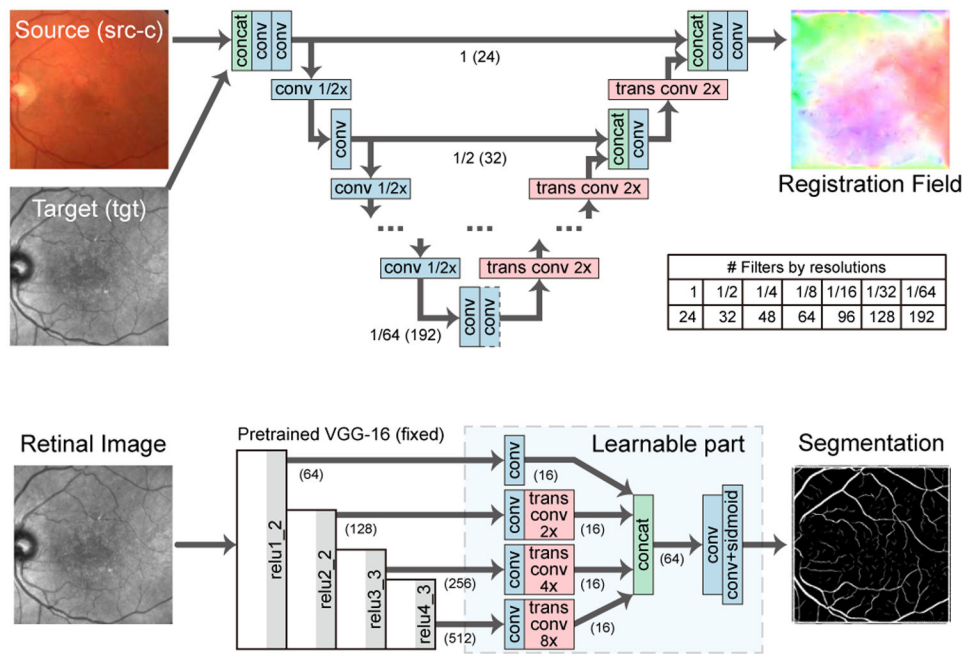 Source (src-c)
concat
conv
conv
1 (24)
concat
conv
conv
conv 1/2x
trans conv 2x
conv
1/2 (32)
concat
conv
conv 1/2x
trans conv 2x
Target (tgt)
Registration Field
...
...
...
conv 1/2x
trans conv 2x
conv
conv
1/64 (192)
# Filters by resolutions
1 1/2 1/4 1/8 1/16 1/32 1/64
24 32 48 64 96 128 192
Retinal Image
Pretrained VGG-16 (fixed)
Learnable part
Segmentation
relu1_2
(64)
conv
(16)
relu2_2
(128)
conv
trans
conv
2x
(16)
relu3_3
(256)
conv
trans
conv
4x
(16)
relu4_3
(512)
conv
trans
conv
8x
(16)
concat
(64)
conv
conv+sidmoid